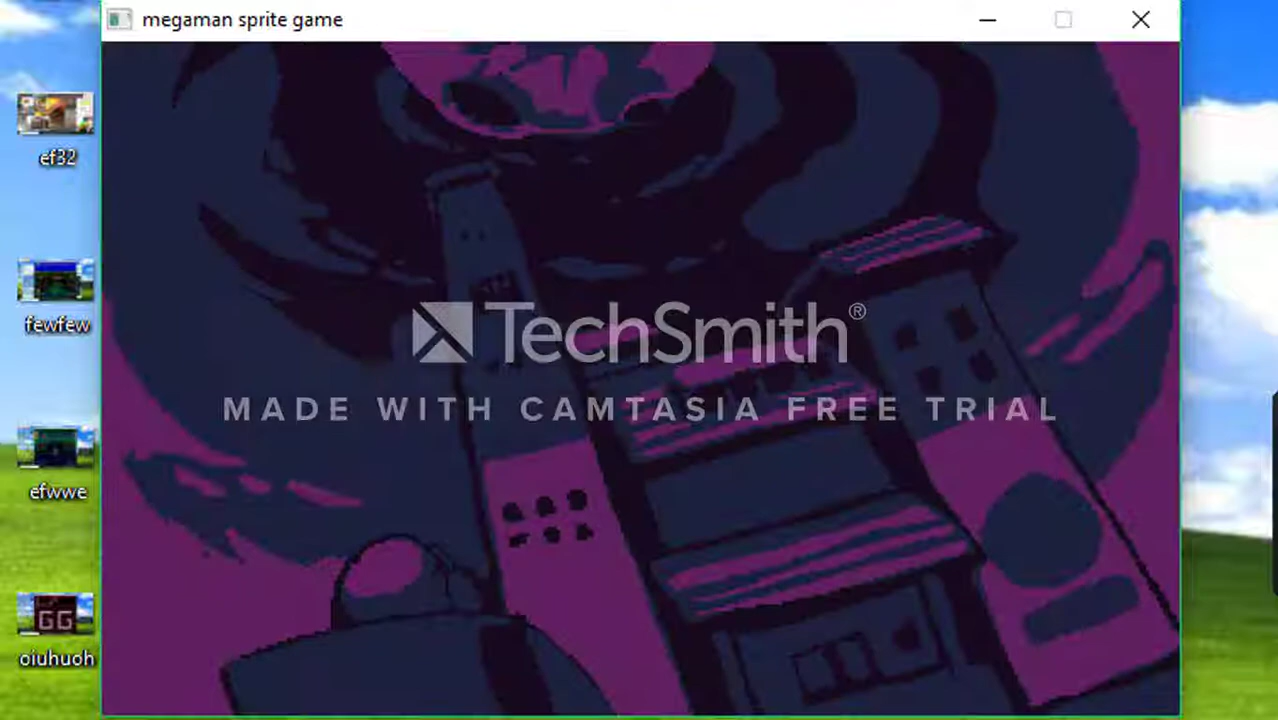 megaman sprite game
ef32
fewfew
TechSmith®
MADE WITH CAMTASIA FREE TRIAL
efwwe
GG
oiuhuoh